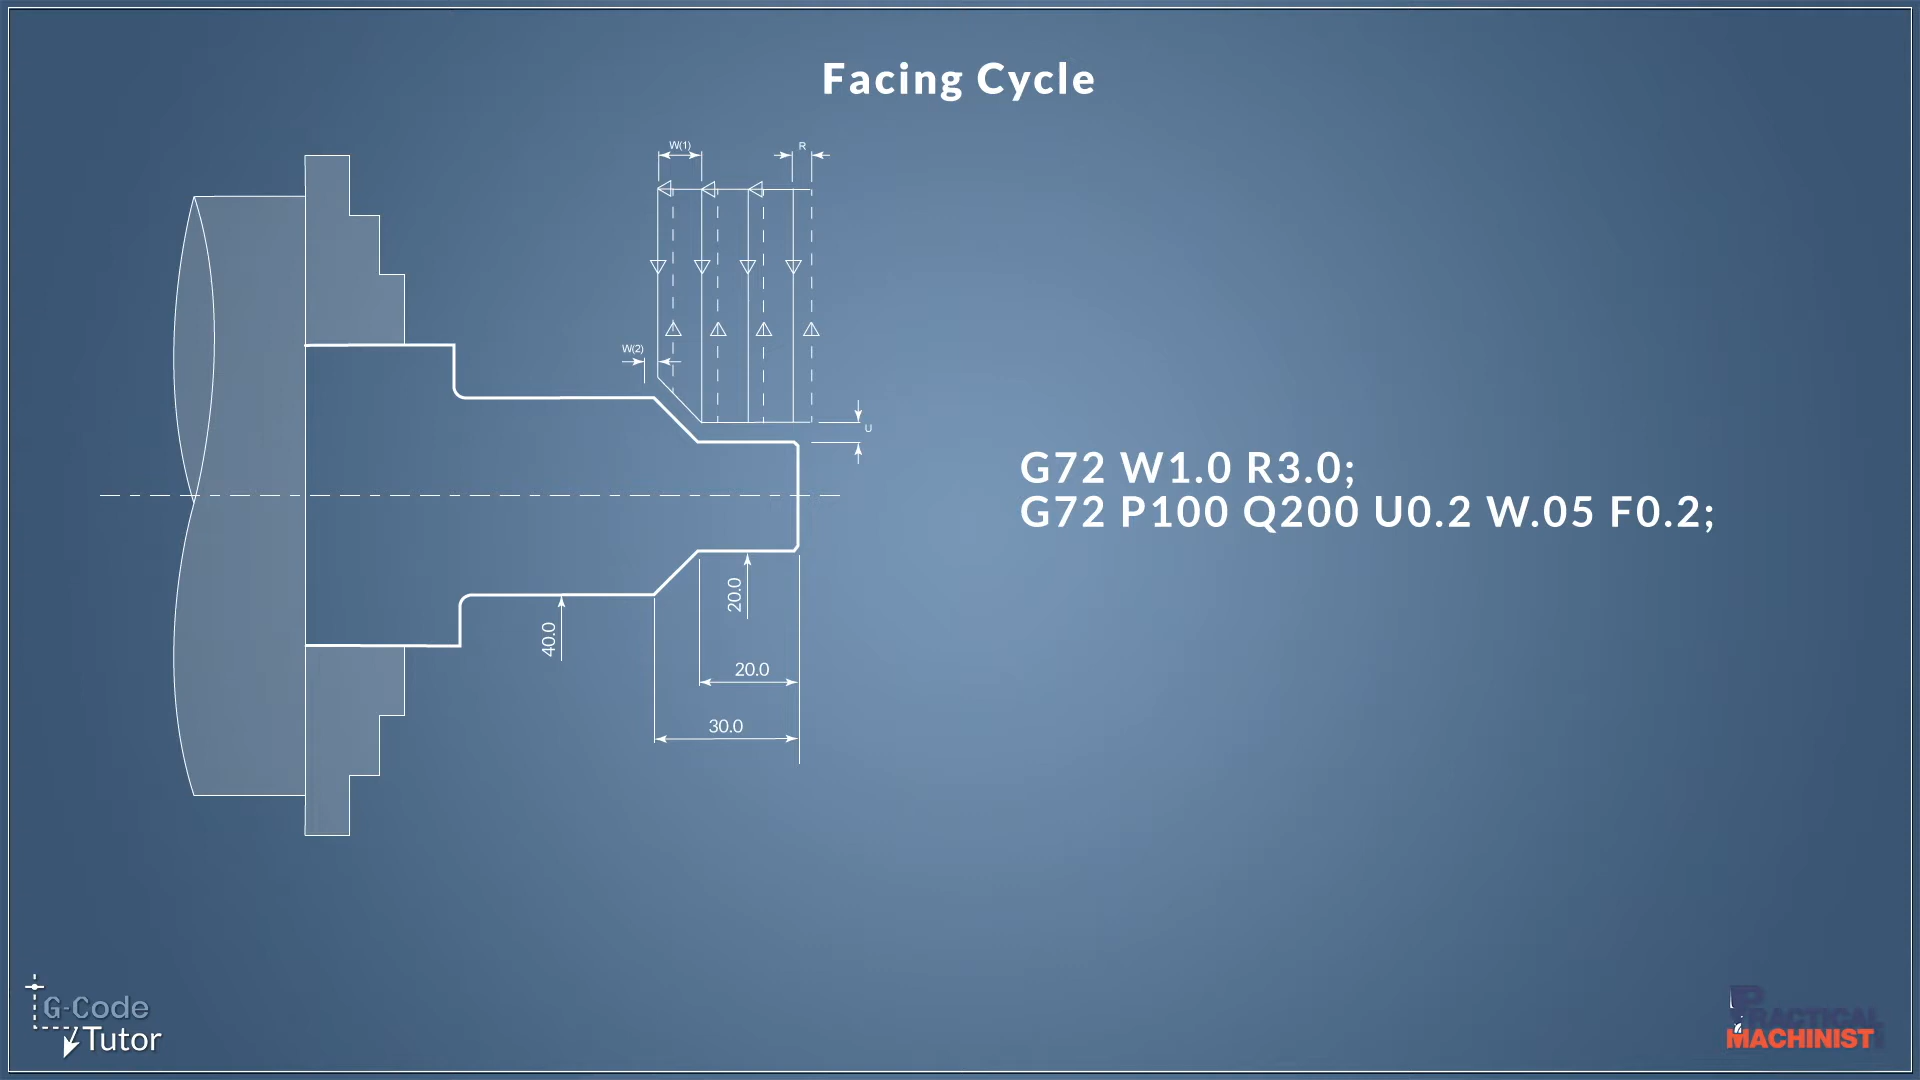 Facing Cycle
W(1)
R
W(2)
U
G72 W1.0 R3.0;
G72 P100 Q200 U0.2 W.05 F0.2;
20.0
40.0
20.0
30.0
G-Code
Tutor
PRACTICAL
MACHINIST